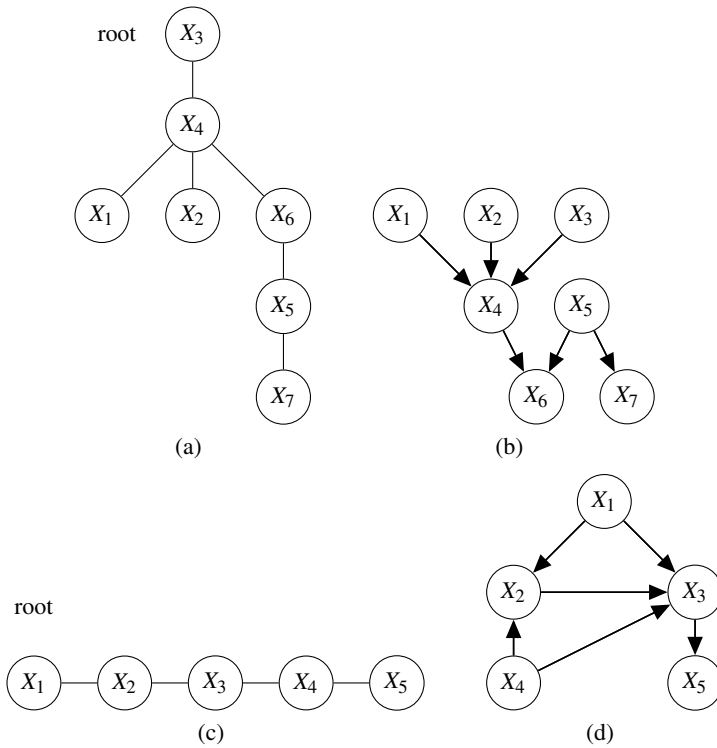 root X3
X4
X1 X2 X6
X5
X7
(a)
X1 X2 X3
X4 X5
X6 X7
(b)
root
X1 X2 X3 X4 X5
(c)
X1
X2 X3
X4 X5
(d)